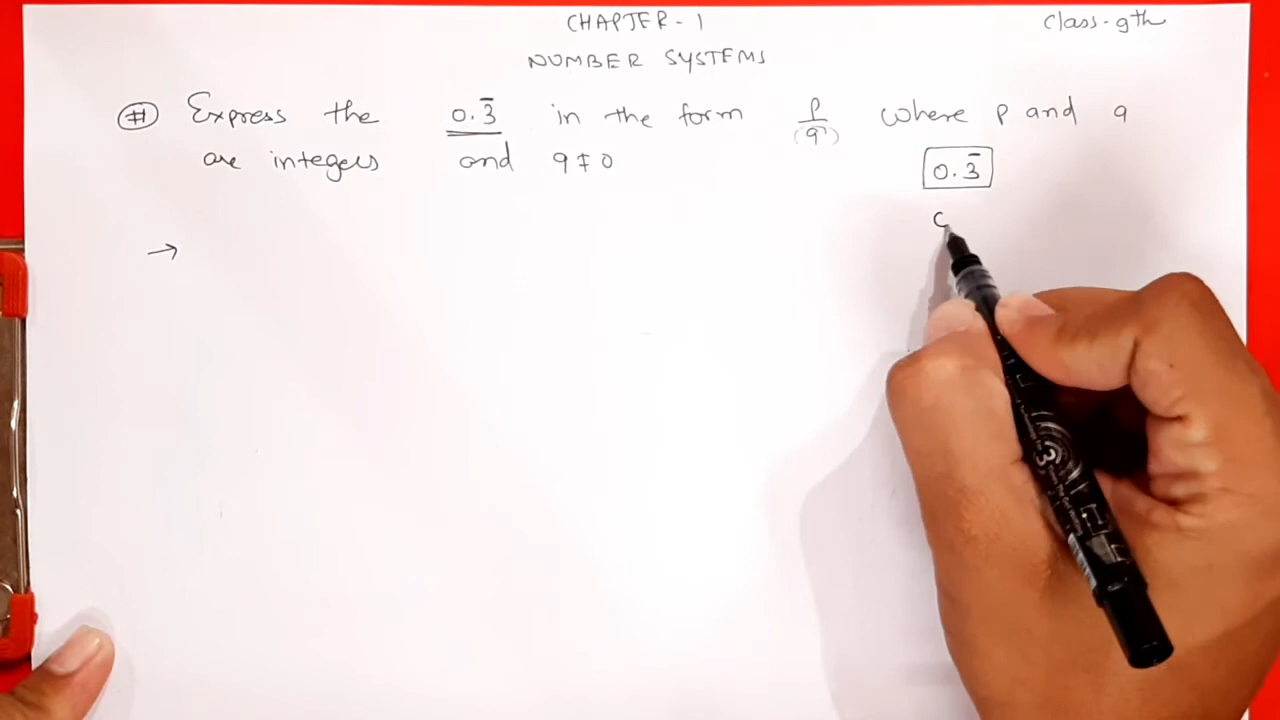 CHAPTER - 1
Class - 9th
NUMBER SYSTEMS
(#) Express the 0.3̅ in the form p/q where p and q
are integers and q ≠ 0
0.3̅
→
3